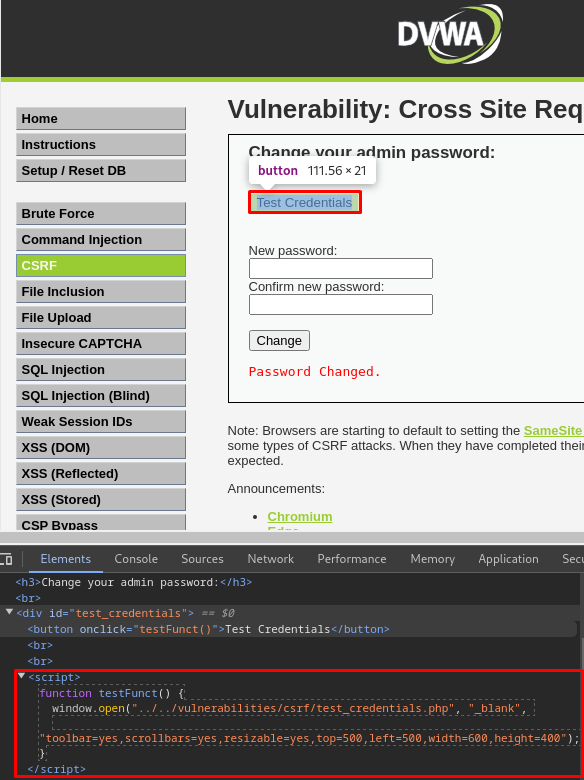 DVWA
Vulnerability: Cross Site Req
Home
Instructions
Setup / Reset DB
Brute Force
Command Injection
CSRF
File Inclusion
File Upload
Insecure CAPTCHA
SQL Injection
SQL Injection (Blind)
Weak Session IDs
XSS (DOM)
XSS (Reflected)
XSS (Stored)
CSP Bypass
Change your admin password:
button 111.56 × 21
Test Credentials
New password:
Confirm new password:
Change
Password Changed.
Note: Browsers are starting to default to setting the SameSite
some types of CSRF attacks. When they have completed their
expected.
Announcements:
• Chromium
Edge
Elements Console Sources Network Performance Memory Application Secu
<h3>Change your admin password:</h3>
<br>
<div id="test_credentials"> == $0
<button onclick="testFunct()">Test Credentials</button>
<br>
<br>
<script>
function testFunct() {
window.open("../../vulnerabilities/csrf/test_credentials.php", "_blank",
"toolbar=yes,scrollbars=yes,resizable=yes,top=500,left=500,width=600,height=400");
}
</script>